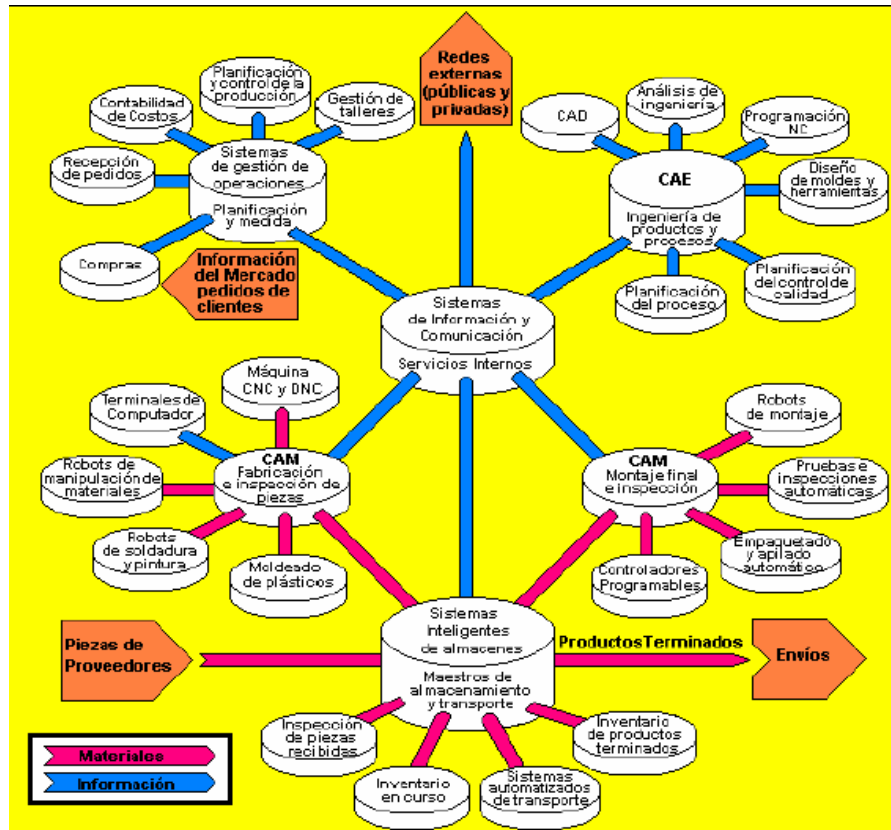 Redes
externas
(públicas y
privadas)
Planificación
y control de la
producción
Contabilidad
de Costos
Gestión de
talleres
Recepción
de pedidos
Sistemas
de gestión de
operaciones
Planificación
y medida
Compras
Información
del Mercado
pedidos de
clientes
CAD
Análisis de
ingeniería
Programación
NC
CAE
Ingeniería de
productos y
procesos
Diseño
de moldes y
herramientas
Planificación
del control de
calidad
Planificación
del proceso
Sistemas
de Información y
Comunicación
Servicios Internos
Máquina
CNC y DNC
Terminales de
Computador
CAM
Fabricación
e inspección de
piezas
Robots de
manipulación de
materiales
Robots
de soldadura
y pintura
Moldeado
de plásticos
Robots
de montaje
CAM
Montaje final
e inspección
Pruebas e
inspecciones
automáticas
Empaquetado
y apilado
automático
Controladores
Programables
Piezas de
Proveedores
Sistemas
Inteligentes
de almacenes
Maestros de
almacenamiento
y transporte
Productos Terminados
Envíos
Inspección
de piezas
recibidas
Inventario
en curso
Sistemas
automatizados
de transporte
Inventario
de productos
terminados
Materiales
Información